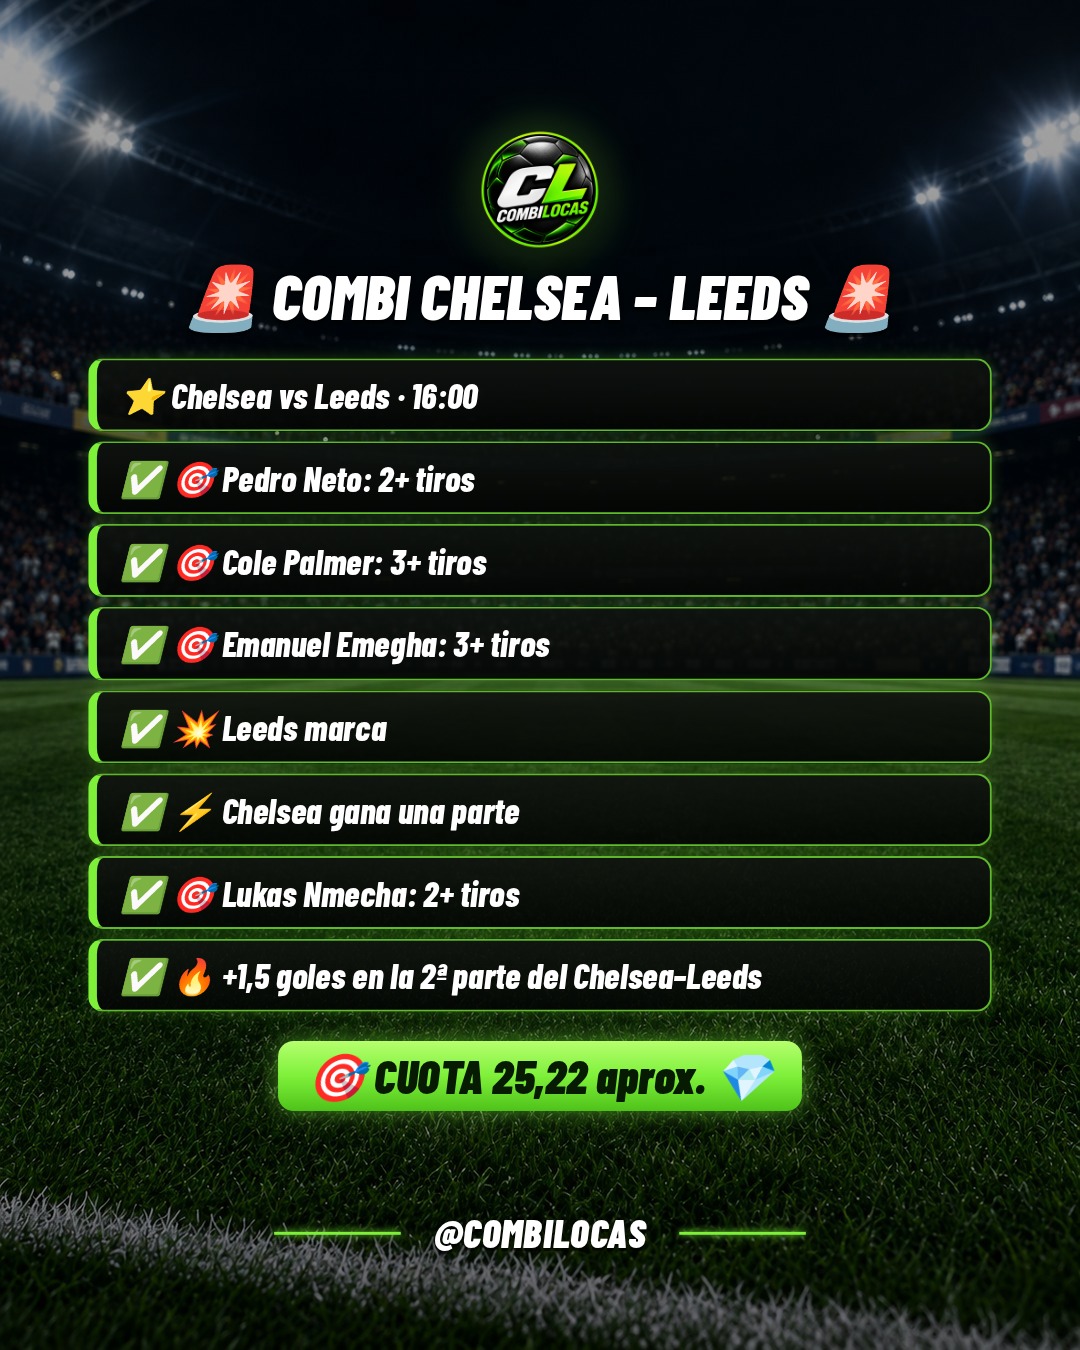 CL
COMBILOCAS
🚨 COMBI CHELSEA – LEEDS 🚨
⭐ Chelsea vs Leeds · 16:00
✅ 🎯 Pedro Neto: 2+ tiros
✅ 🎯 Cole Palmer: 3+ tiros
✅ 🎯 Emanuel Emegha: 3+ tiros
✅ 💥 Leeds marca
✅ ⚡ Chelsea gana una parte
✅ 🎯 Lukas Nmecha: 2+ tiros
✅ 🔥 +1,5 goles en la 2ª parte del Chelsea–Leeds
🎯 CUOTA 25,22 aprox. 💎
@COMBILOCAS